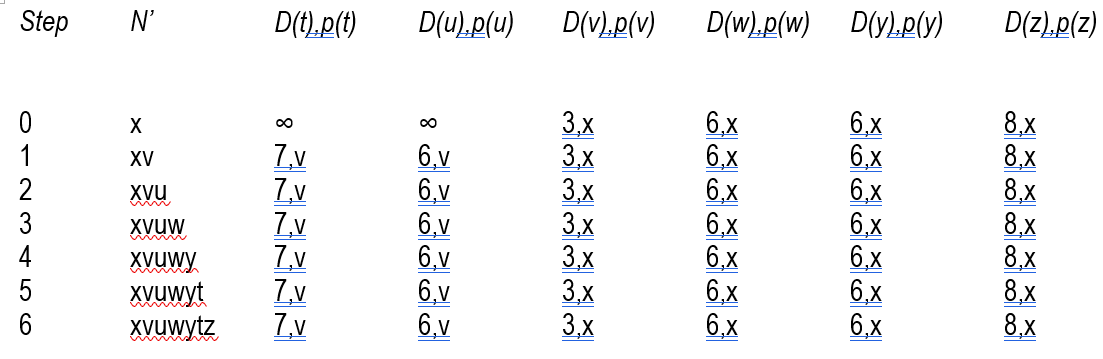 Step N’ D(t),p(t) D(u),p(u) D(v),p(v) D(w),p(w) D(y),p(y) D(z),p(z)
0 x ∞ ∞ 3,x 6,x 6,x 8,x
1 xv 7,v 6,v 3,x 6,x 6,x 8,x
2 xvu 7,v 6,v 3,x 6,x 6,x 8,x
3 xvuw 7,v 6,v 3,x 6,x 6,x 8,x
4 xvuwy 7,v 6,v 3,x 6,x 6,x 8,x
5 xvuwyt 7,v 6,v 3,x 6,x 6,x 8,x
6 xvuwytz 7,v 6,v 3,x 6,x 6,x 8,x